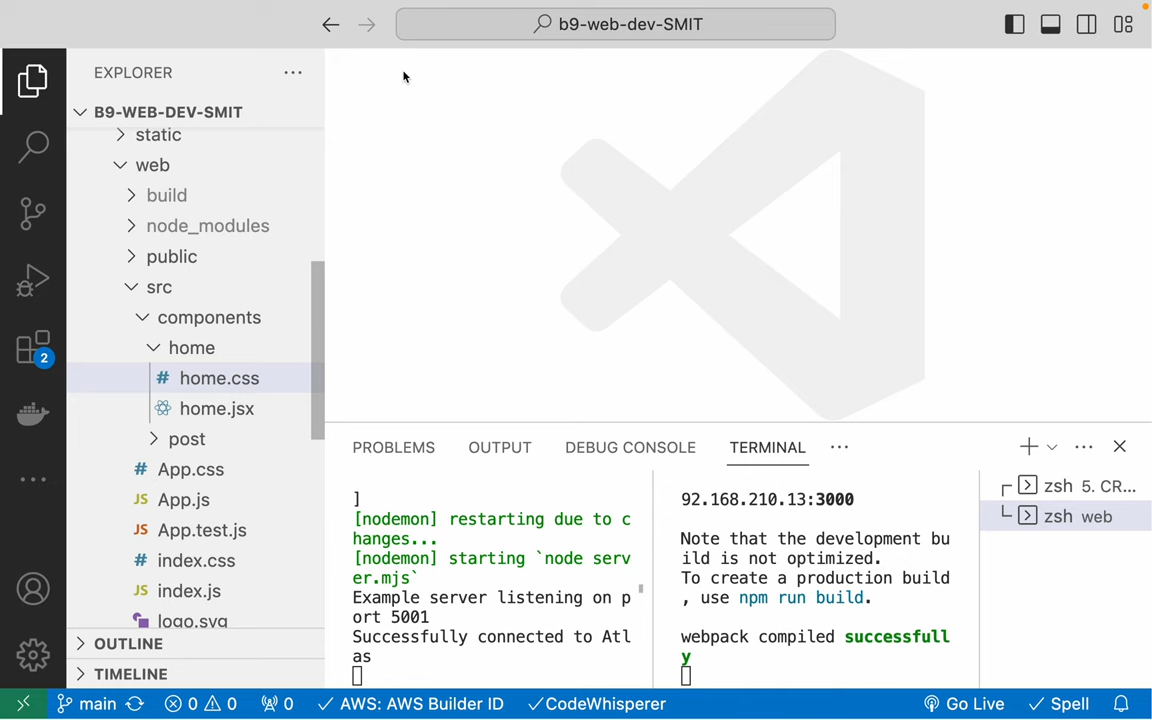 b9-web-dev-SMIT
EXPLORER
B9-WEB-DEV-SMIT
static
web
build
node_modules
public
src
components
home
# home.css
home.jsx
post
# App.css
JS App.js
JS App.test.js
# index.css
JS index.js
logo.svg
OUTLINE
TIMELINE
2
PROBLEMS OUTPUT DEBUG CONSOLE TERMINAL
]
[nodemon] restarting due to c
hanges...
[nodemon] starting `node serv
er.mjs`
Example server listening on p
ort 5001
Successfully connected to Atl
as
92.168.210.13:3000
Note that the development bu
ild is not optimized.
To create a production build
, use npm run build.
webpack compiled successfull
y
zsh 5. CR...
zsh web
main 0 0 0 AWS: AWS Builder ID CodeWhisperer Go Live Spell